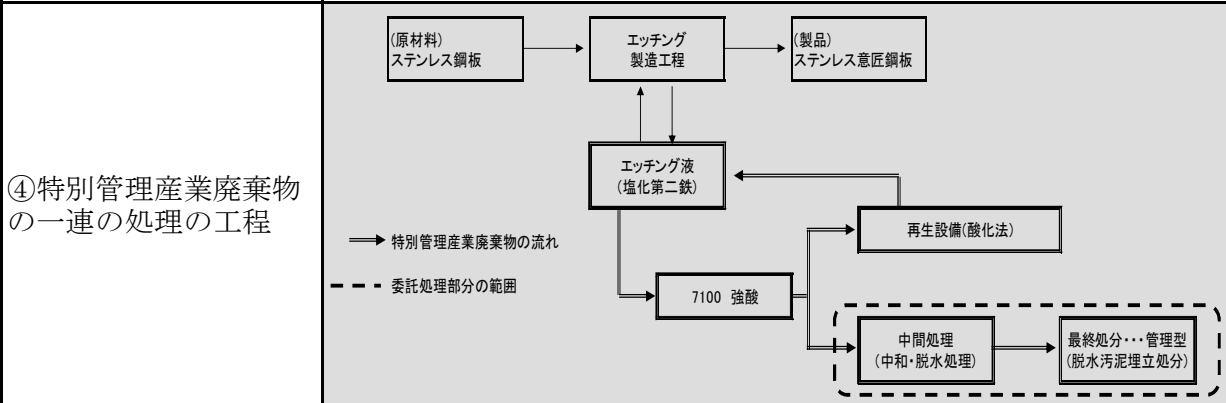 ④特別管理産業廃棄物
の一連の処理の工程
(原材料)
ステンレス鋼板
エッチング
製造工程
(製品)
ステンレス意匠鋼板
エッチング液
(塩化第二鉄)
再生設備(酸化法)
特別管理産業廃棄物の流れ
委託処理部分の範囲
7100 強酸
中間処理
(中和・脱水処理)
最終処分・・・管理型
(脱水汚泥埋立処分)